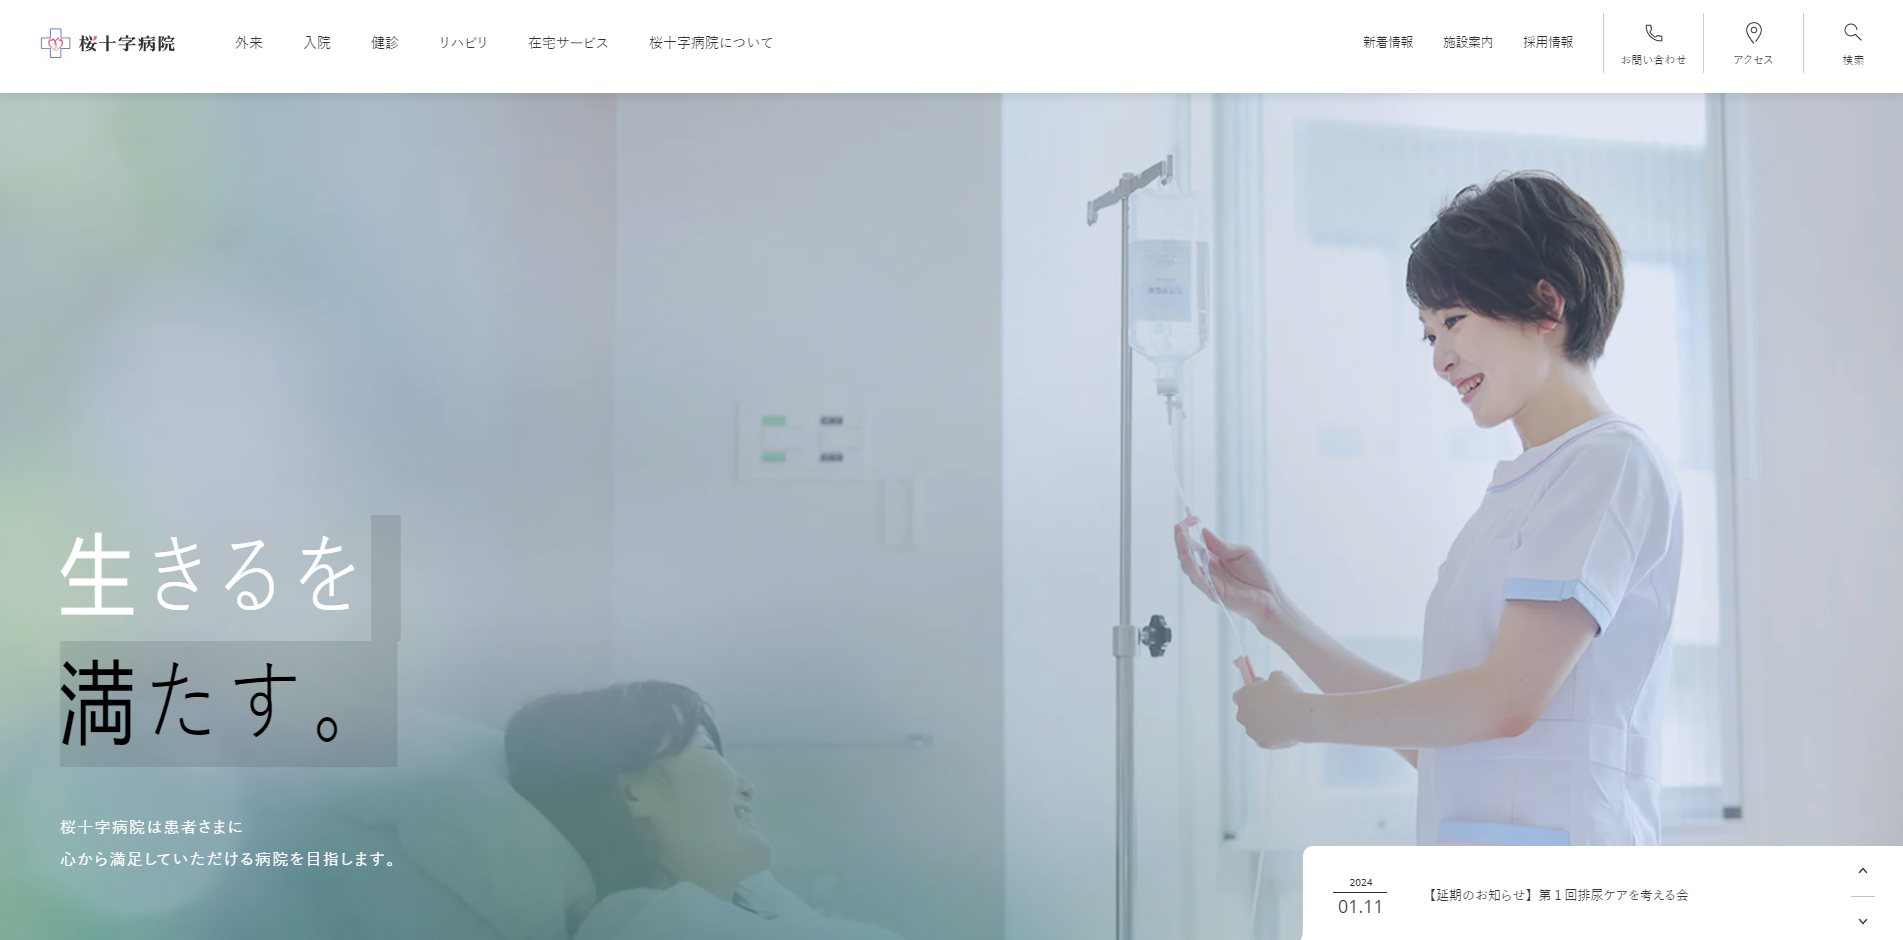 桜十字病院
外来 入院 健診 リハビリ 在宅サービス 桜十字病院について
新着情報 施設案内 採用情報
お問い合わせ アクセス 検索
生きるを
満たす。
桜十字病院は患者さまに
心から満足していただける病院を目指します。
2024
01.11
【延期のお知らせ】第１回排尿ケアを考える会